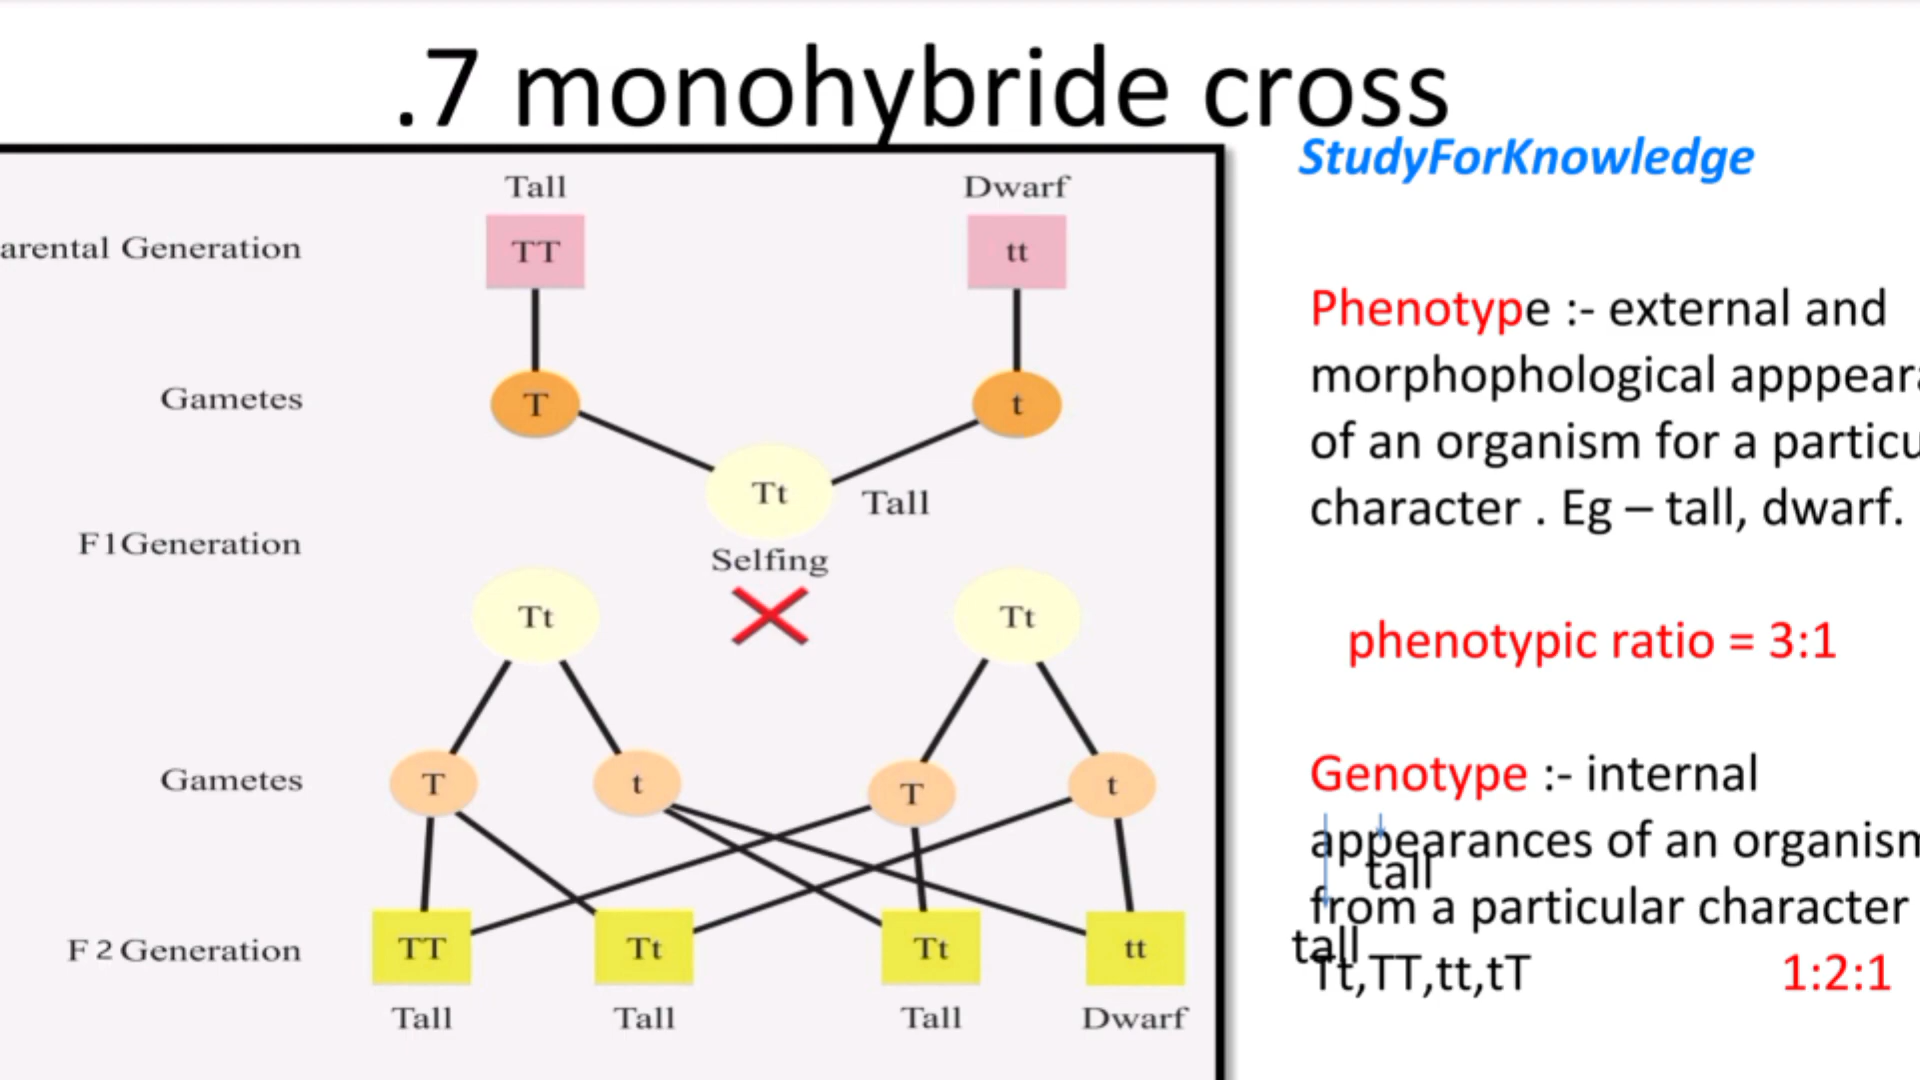 .7 monohybride cross
StudyForKnowledge
Tall
Dwarf
arental Generation
TT
tt
Gametes
T
t
Tt
Tall
F1Generation
Selfing
Tt
Tt
Gametes
T
t
T
t
F 2 Generation
TT
Tt
Tt
tt
Tall
Tall
Tall
Dwarf
Phenotype :- external and
morphophological apppear
of an organism for a particu
character . Eg – tall, dwarf.
phenotypic ratio = 3:1
Genotype :- internal
appearances of an organism
tall
from a particular character
tall
Tt,TT,tt,tT 1:2:1